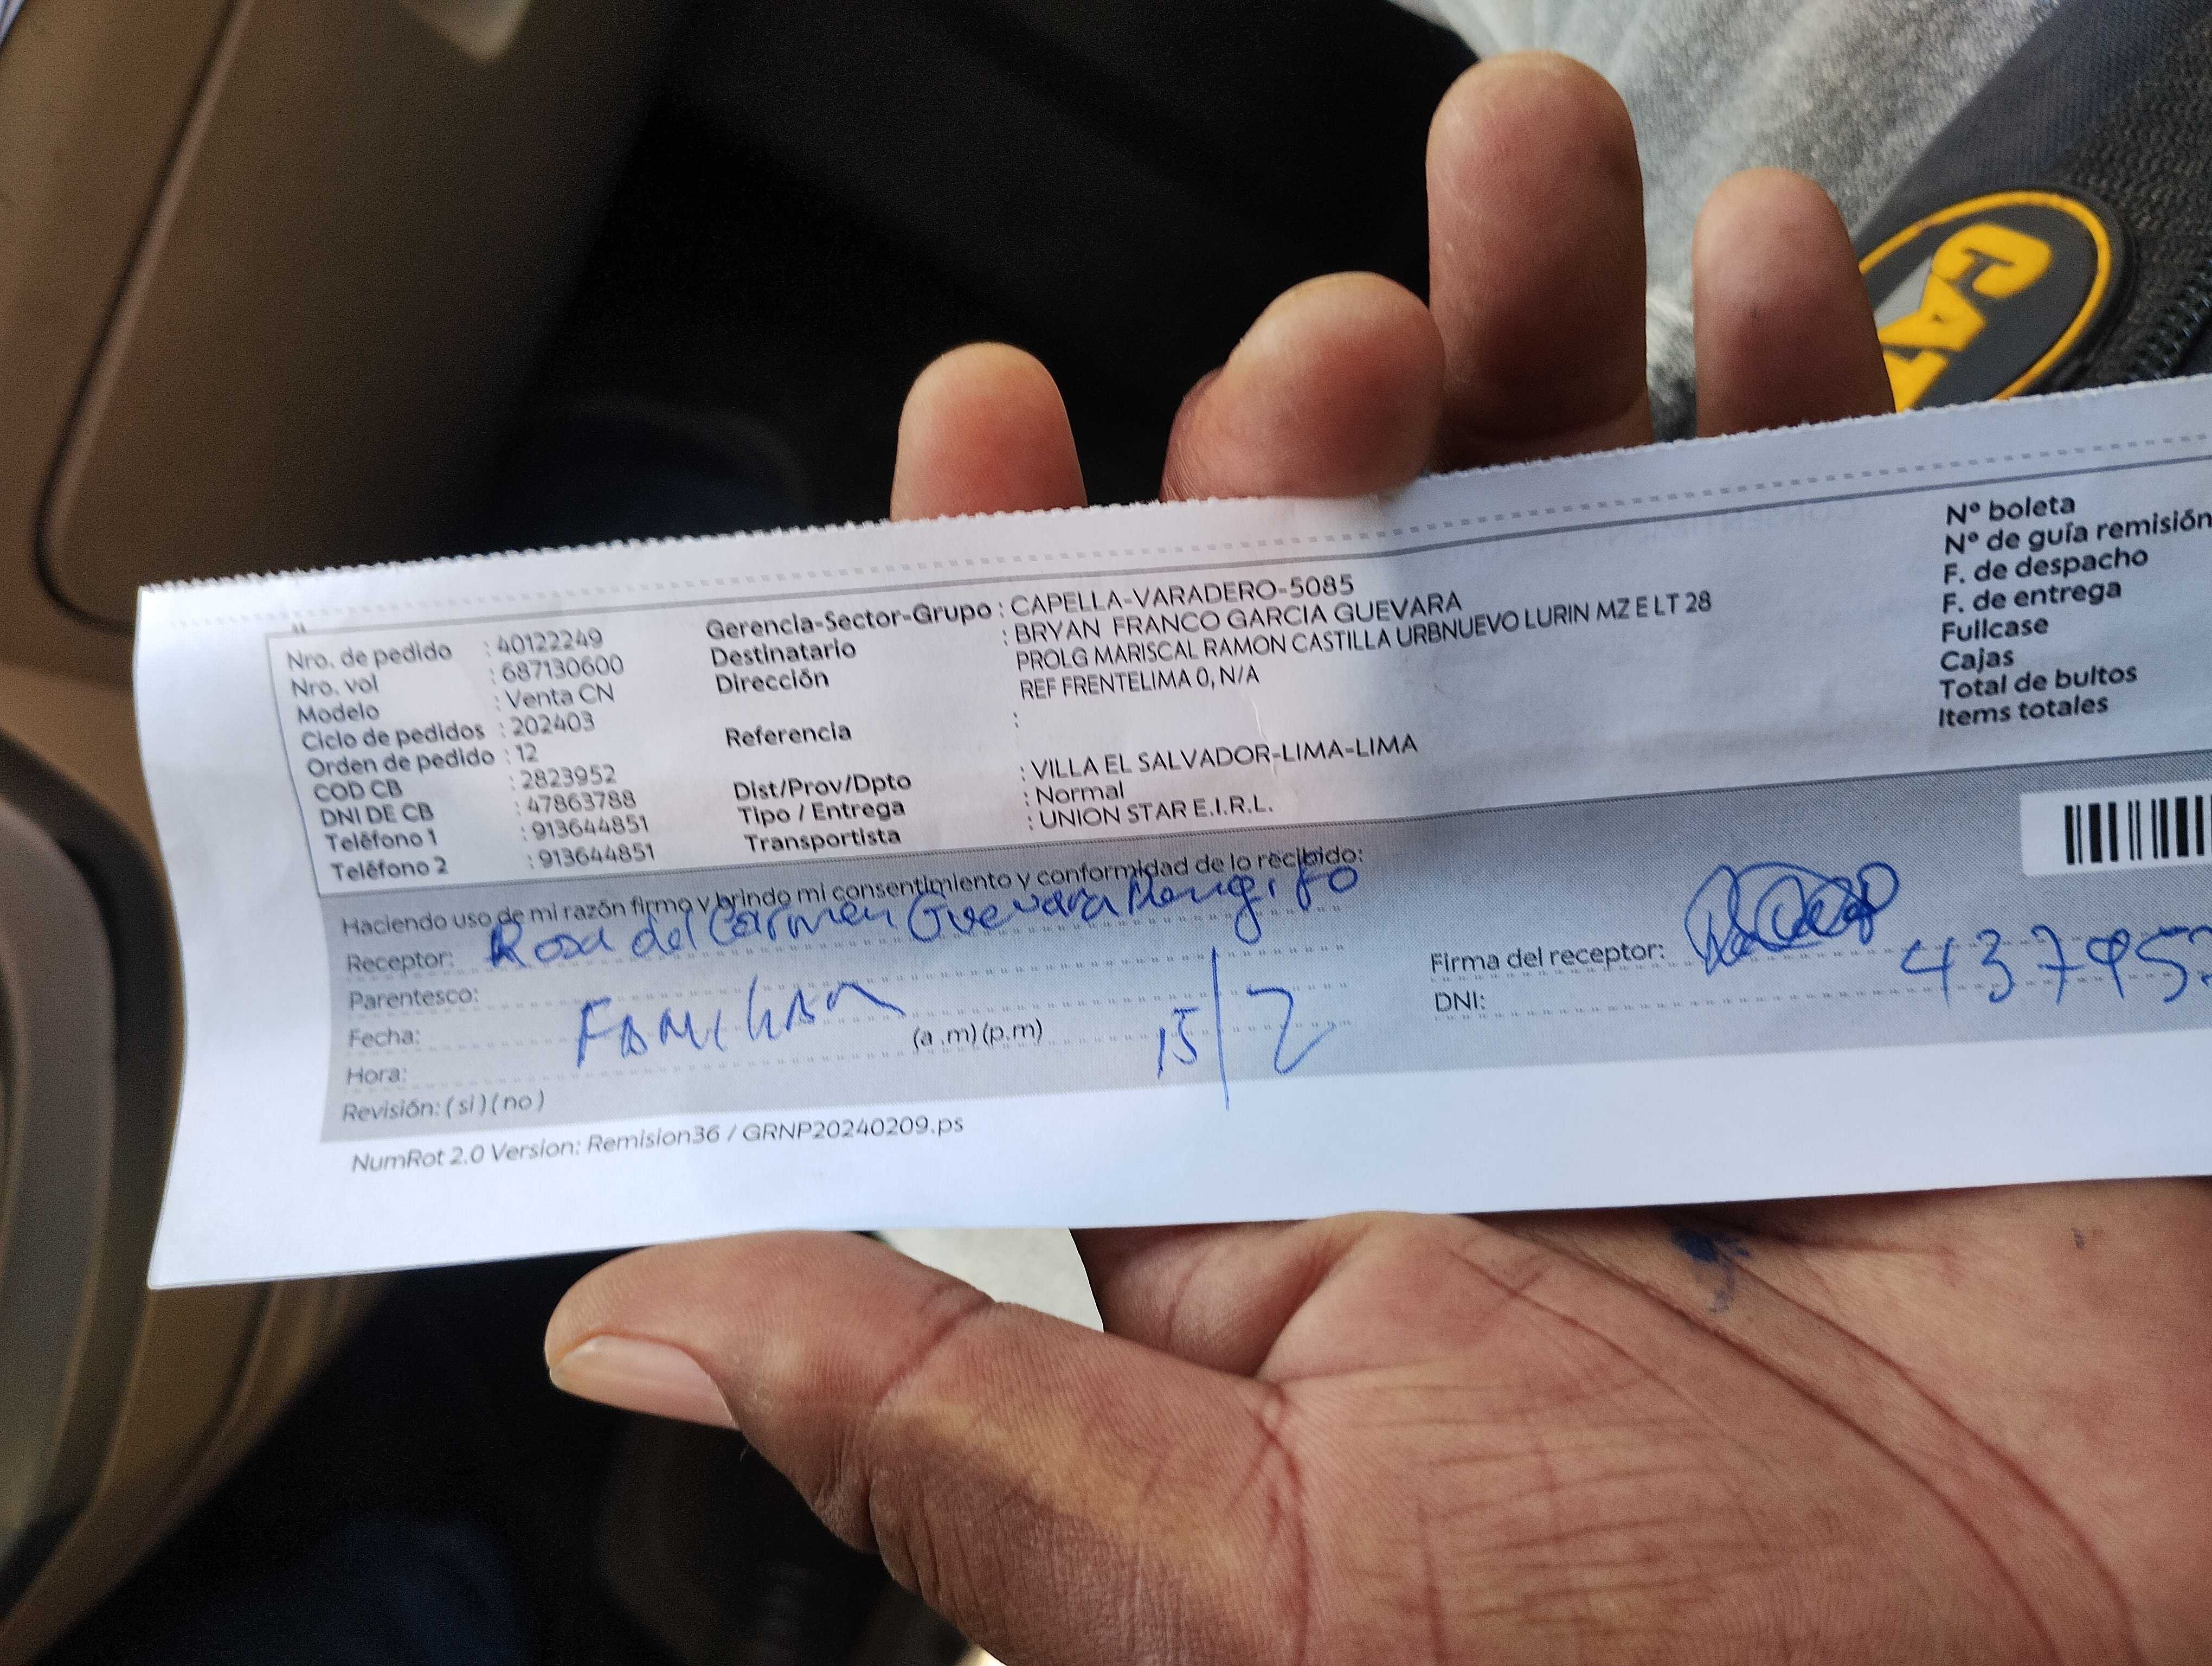 CAT
Nro. de pedido : 40122249
Nro. vol : 687130600
Modelo : Venta CN
Ciclo de pedidos : 202403
Orden de pedido : 12
COD CB : 2823952
DNI DE CB : 47863788
Teléfono 1 : 913644851
Teléfono 2 : 913644851
Gerencia-Sector-Grupo : CAPELLA-VARADERO-5085
Destinatario : BRYAN FRANCO GARCIA GUEVARA
Dirección PROLG MARISCAL RAMON CASTILLA URBNUEVO LURIN MZ E LT 28
REF FRENTELIMA 0, N/A
Referencia :
Dist/Prov/Dpto : VILLA EL SALVADOR-LIMA-LIMA
Tipo / Entrega : Normal
Transportista : UNION STAR E.I.R.L.
N° boleta
N° de guía remisión
F. de despacho
F. de entrega
Fullcase
Cajas
Total de bultos
Items totales
Haciendo uso de mi razón firmo y brindo mi consentimiento y conformidad de lo recibido:
Receptor: Rosa del Carmen Guevara Rengifo
Parentesco:
Fecha: Familiar 15/2
Hora: (a .m) (p.m)
Revisión: ( si ) ( no )
Firma del receptor:
DNI: 437952
NumRot 2.0 Version: Remision36 / GRNP20240209.ps